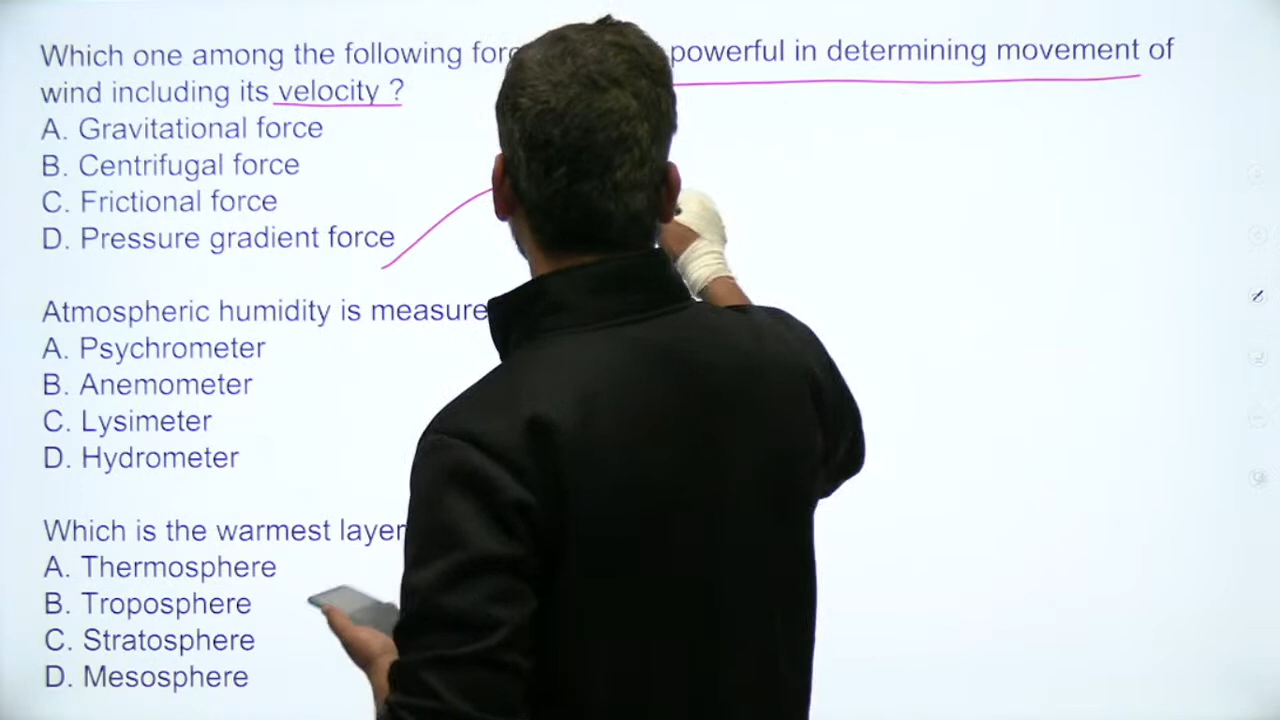 Which one among the following powerful in determining movement of
wind including its velocity ?
A. Gravitational force
B. Centrifugal force
C. Frictional force
D. Pressure gradient force
Atmospheric humidity is
A. Psychrometer
B. Anemometer
C. Lysimeter
D. Hydrometer
Which is the warmest layer
A. Thermosphere
B. Troposphere
C. Stratosphere
D. Mesosphere